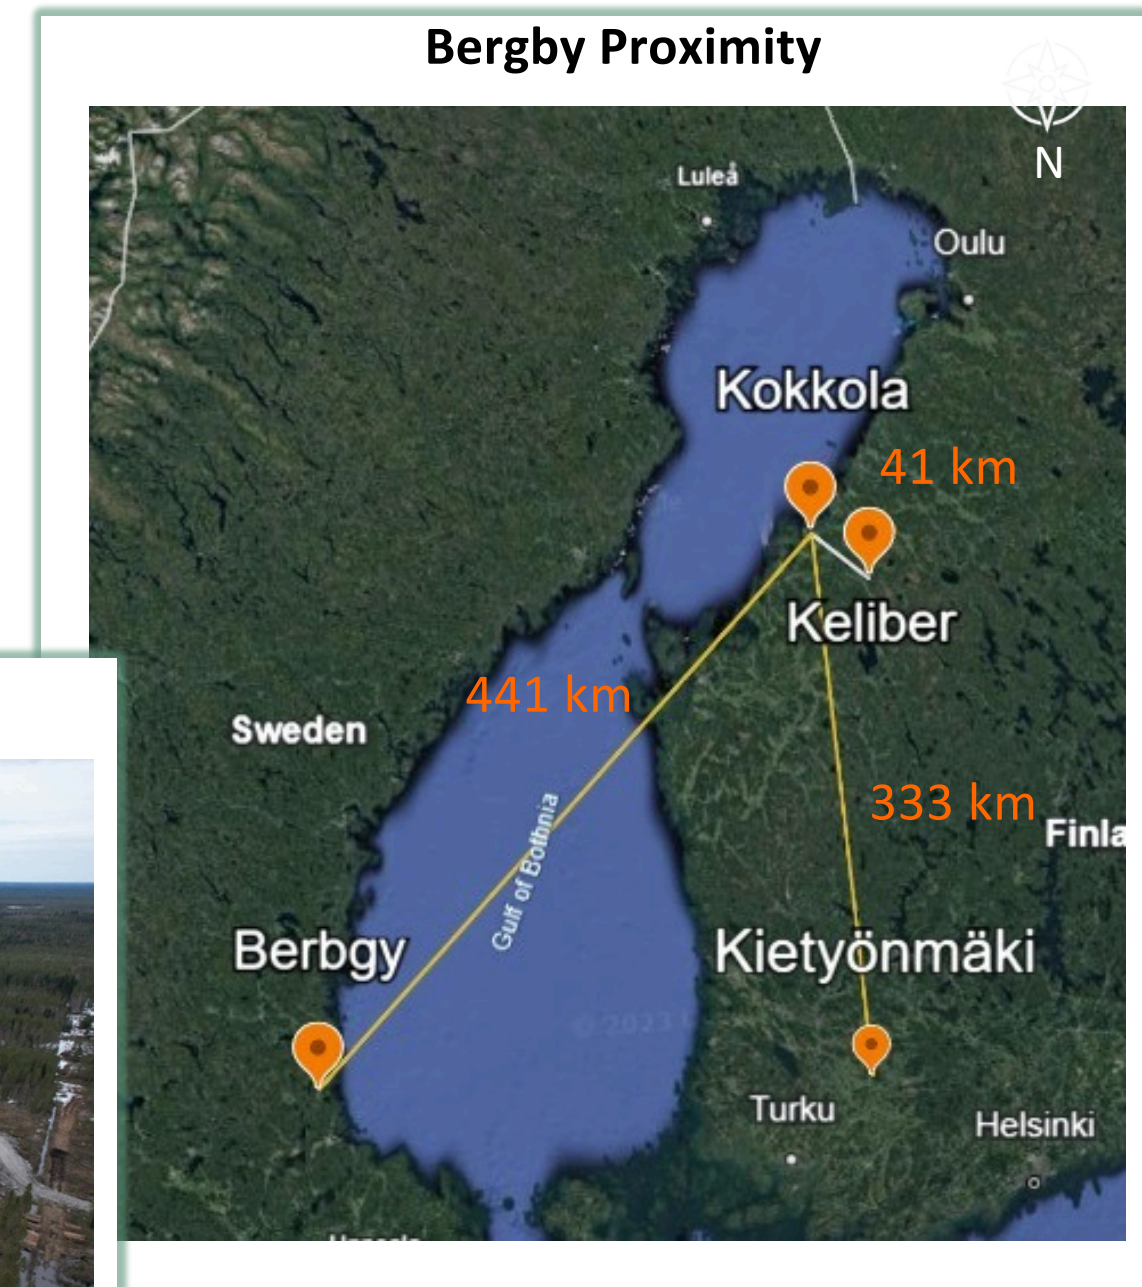 Bergby Proximity
N
Luleå
Oulu
Kokkola
41 km
Keliber
441 km
Sweden
333 km
Finla
Gulf of Bothnia
Berbgy
Kietyönmäki
© 2023
Turku
Helsinki